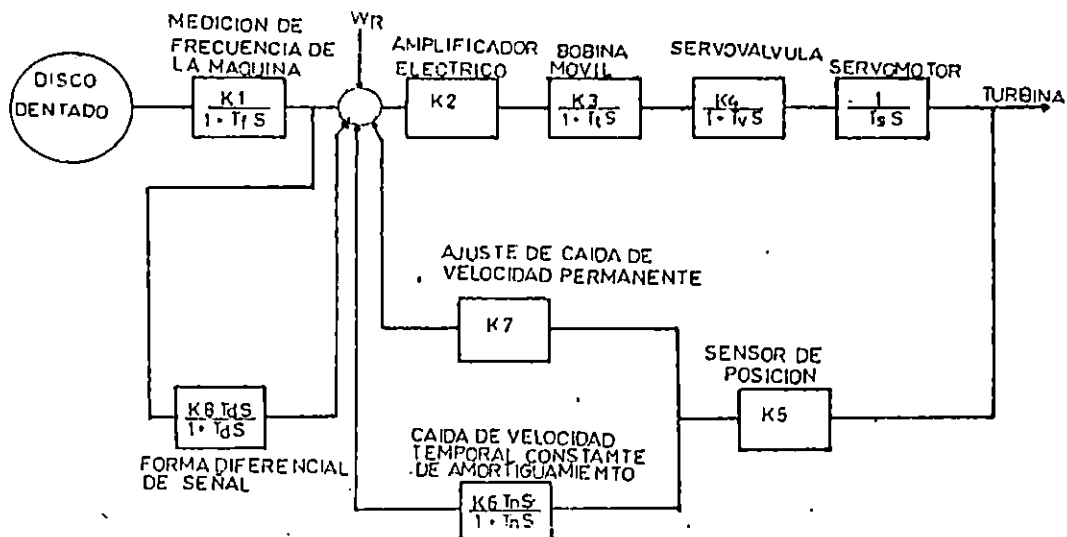 MEDICION DE
FRECUENCIA DE
LA MAQUINA
WR
AMPLIFICADOR
ELECTRICO
BOBINA
MOVIL
SERVOVALVULA
SERVOMOTOR
TURBINA
DISCO
DENTADO
K1
1 + Tf S
K2
K3
1 + Tt S
K4
1 + Tv S
1
Ts S
AJUSTE DE CAIDA DE
VELOCIDAD PERMANENTE
K7
SENSOR DE
POSICION
K5
K8 Td S
1 + Td S
FORMA DIFERENCIAL
DE SEÑAL
CAIDA DE VELOCIDAD
TEMPORAL CONSTAMTE
DE AMORTIGUAMIEMTO
K6 Tn S
1 + Tn S